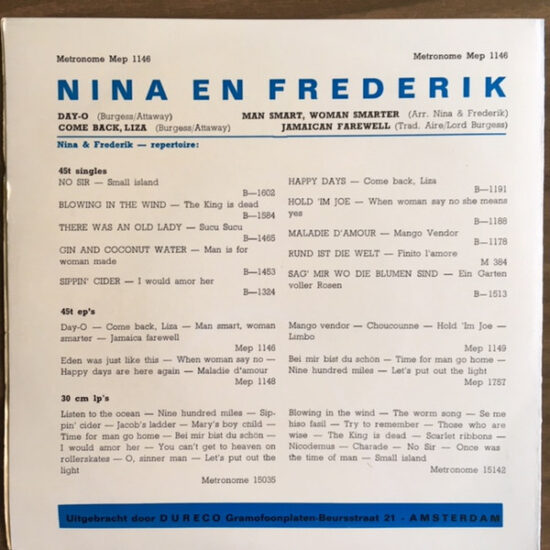 Metronome Mep 1146 Metronome Mep 1146
NINA EN FREDERIK
DAY-O (Burgess/Attaway) MAN SMART, WOMAN SMARTER (Arr. Nina & Frederik)
COME BACK, LIZA (Burgess/Attaway) JAMAICAN FAREWELL (Trad. Aire/Lord Burgess)
Nina & Frederik — repertoire:
45t singles
NO SIR — Small island
B—1602
BLOWING IN THE WIND — The King is dead
B—1584
THERE WAS AN OLD LADY — Sucu Sucu
B—1465
GIN AND COCONUT WATER — Man is for
woman made
B—1453
SIPPIN' CIDER — I would amor her
B—1324
HAPPY DAYS — Come back, Liza
B—1191
HOLD 'IM JOE — When woman say no she means
yes
B—1188
MALADIE D'AMOUR — Mango Vendor
B—1178
RUND IST DIE WELT — Finito l'amore
M 384
SAG' MIR WO DIE BLUMEN SIND — Ein Garten
voller Rosen
B—1513
45t ep's
Day-O — Come back, Liza — Man smart, woman
smarter — Jamaica farewell
Mep 1146
Eden was just like this — When woman say no —
Happy days are here again — Maladie d'amour
Mep 1148
Mango vendor — Choucounne — Hold 'Im Joe —
Limbo
Mep 1149
Bei mir bist du schön — Time for man go home —
Nine hundred miles — Let's put out the light
Mep 1757
30 cm lp's
Listen to the ocean — Nine hundred miles — Sip-
pin' cider — Jacob's ladder — Mary's boy child —
Time for man go home — Bei mir bist du schön —
I would amor her — You can't get to heaven on
rollerskates — O, sinner man — Let's put out the
light
Metronome 15035
Blowing in the wind — The worm song — Se me
hiso fasil — Try to remember — Those who are
wise — The King is dead — Scarlet ribbons —
Nicodemus — Charade — No Sir — Once was
the time of man — Small island
Metronome 15142
Uitgebracht door DURECO Gramofoonplaten-Beursstraat 21 - AMSTERDAM